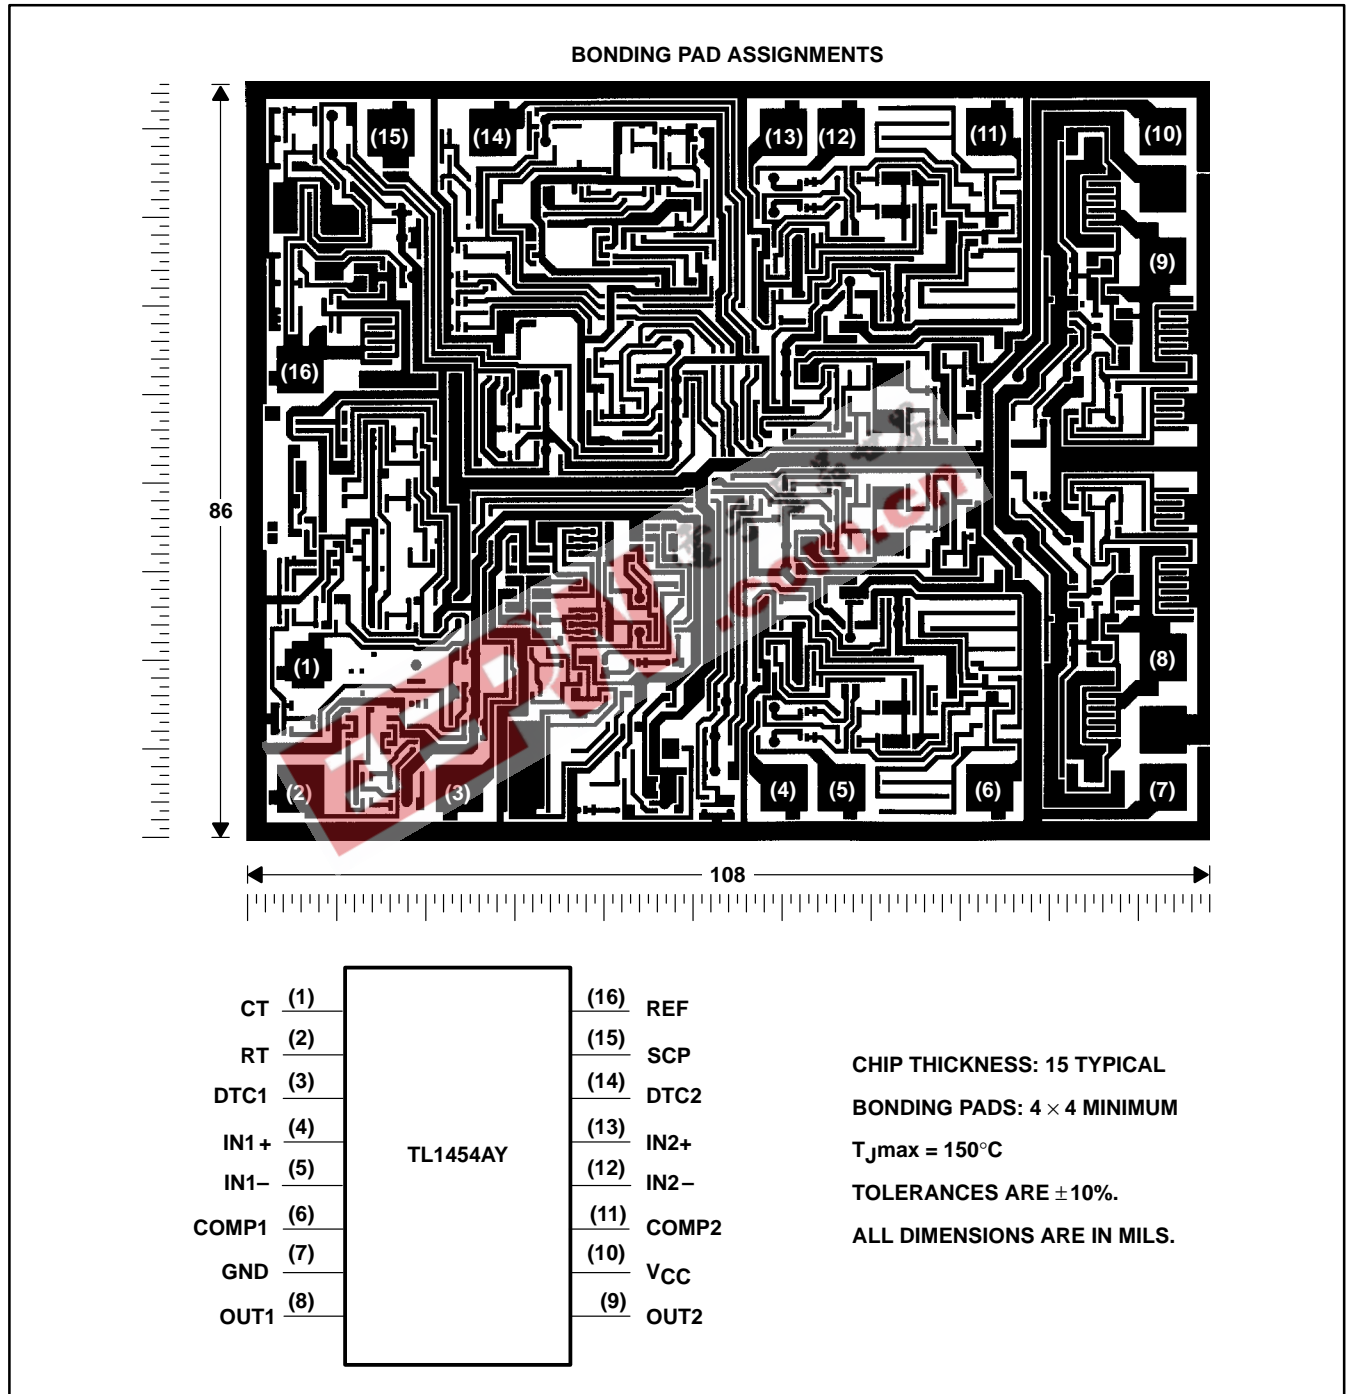 BONDING PAD ASSIGNMENTS
(15) (14) (13) (12) (11) (10)
(9)
(16)
86
(1)
(8)
(2) (3) (4) (5) (6) (7)
108
EEPW
.com.cn
CT (1)
RT (2)
DTC1 (3)
IN1+ (4)
IN1– (5)
COMP1 (6)
GND (7)
OUT1 (8)
TL1454AY
(16) REF
(15) SCP
(14) DTC2
(13) IN2+
(12) IN2–
(11) COMP2
(10) VCC
(9) OUT2
CHIP THICKNESS: 15 TYPICAL
BONDING PADS: 4 × 4 MINIMUM
TJmax = 150°C
TOLERANCES ARE ±10%.
ALL DIMENSIONS ARE IN MILS.